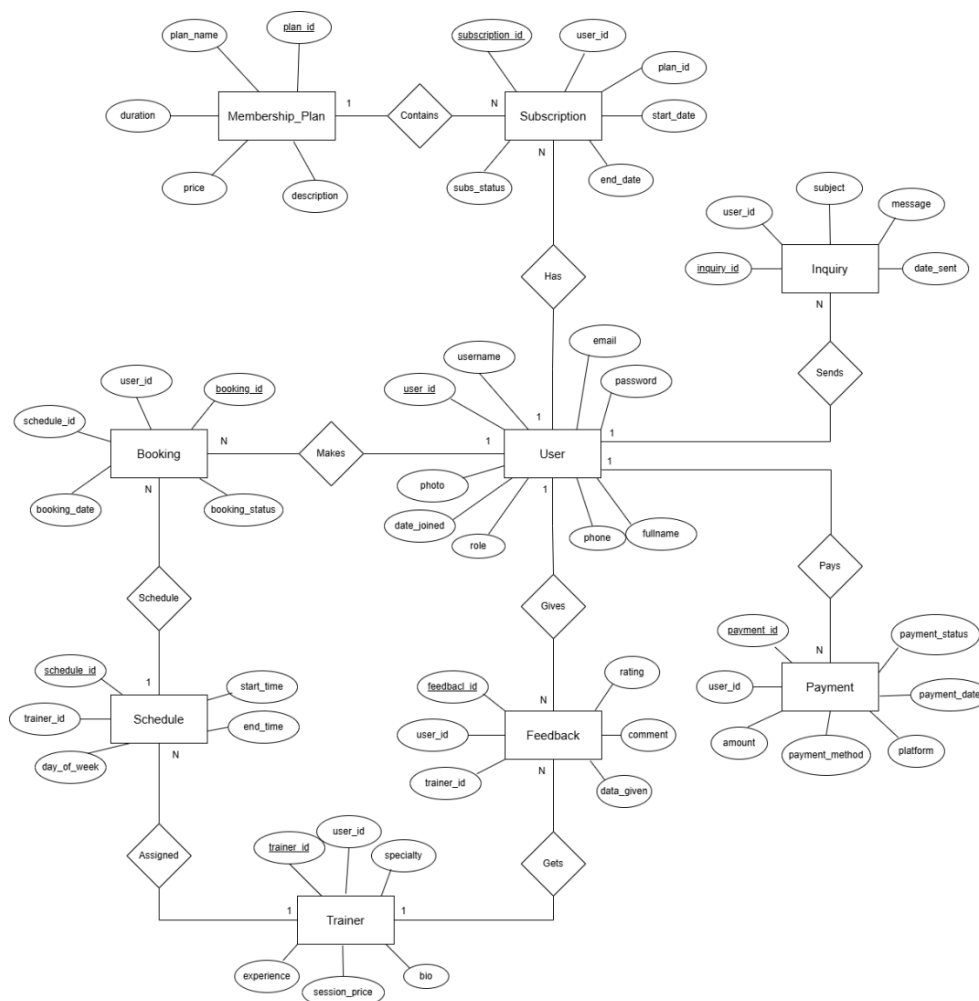 plan_name
plan_id
duration
Membership_Plan
price
description
1
Contains
N
subscription_id
user_id
plan_id
Subscription
start_date
subs_status
end_date
N
Has
1
subject
user_id
message
inquiry_id
Inquiry
date_sent
N
Sends
1
username
email
user_id
password
User
photo
date_joined
role
phone
fullname
1
Makes
N
user_id
booking_id
schedule_id
Booking
booking_date
booking_status
N
Schedule
1
schedule_id
start_time
trainer_id
Schedule
end_time
day_of_week
N
Assigned
1
1
Gives
N
feedbacl_id
rating
user_id
Feedback
comment
trainer_id
data_given
N
Gets
1
1
Pays
N
payment_id
payment_status
user_id
Payment
payment_date
amount
payment_method
platform
user_id
trainer_id
specialty
Trainer
experience
session_price
bio